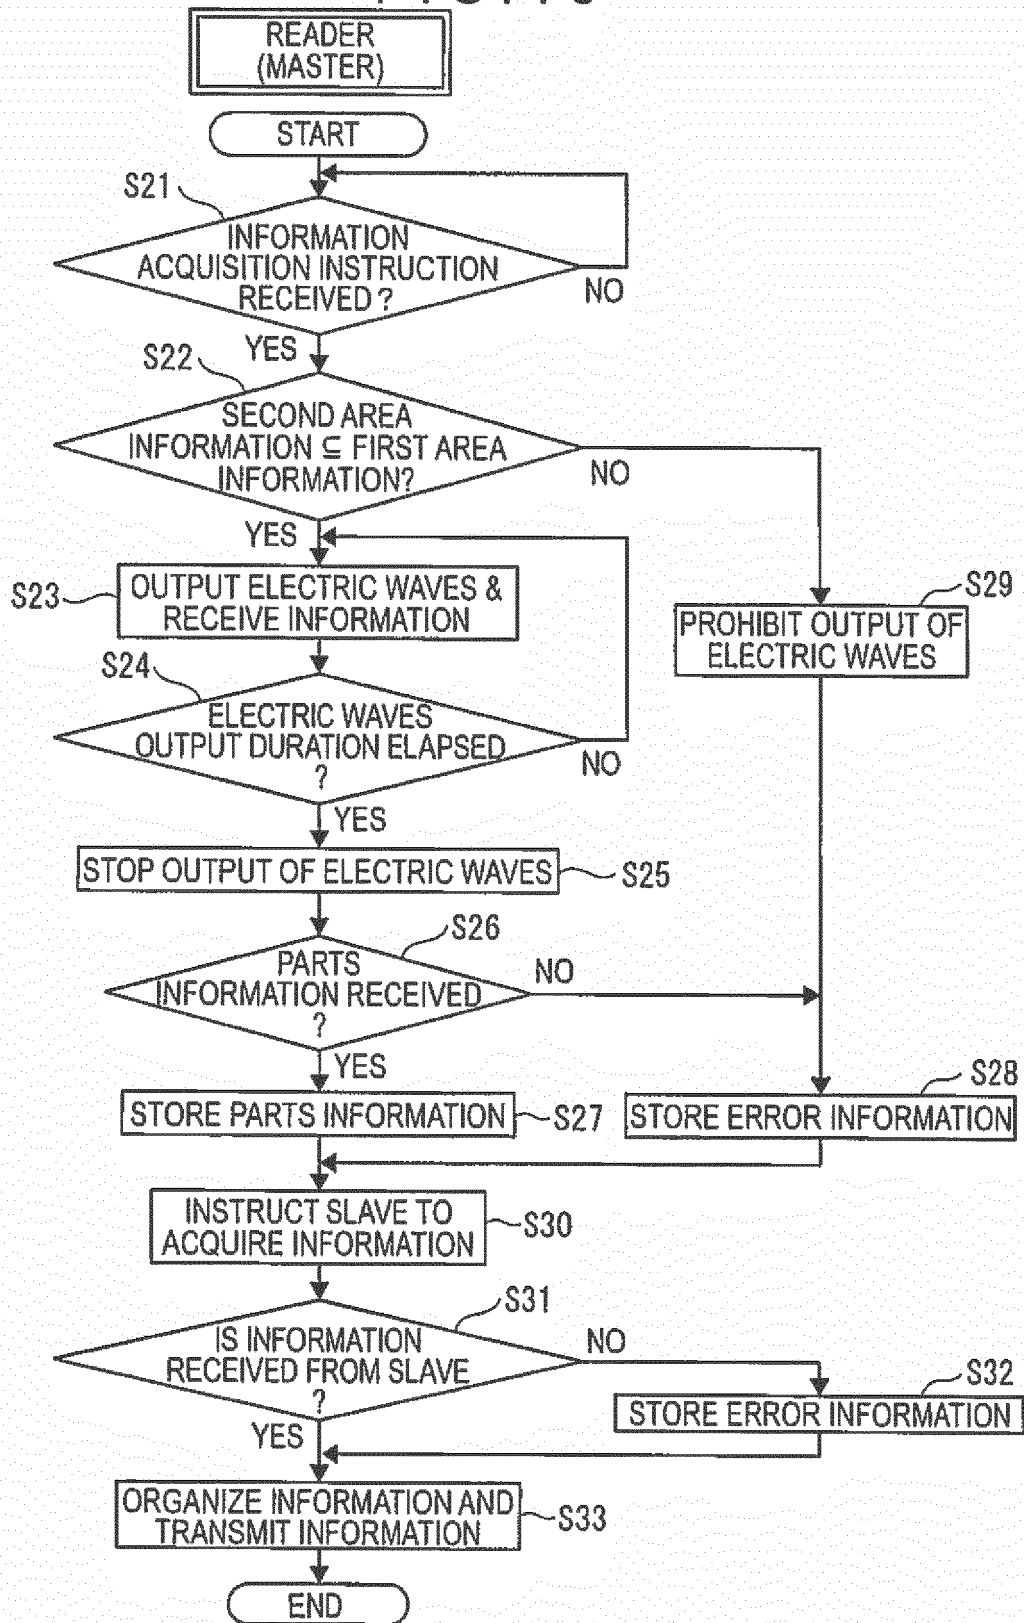 READER
(MASTER)
START
S21
INFORMATION
ACQUISITION INSTRUCTION
RECEIVED?
NO
YES
S22
SECOND AREA
INFORMATION ⊆ FIRST AREA
INFORMATION?
NO
YES
S23
OUTPUT ELECTRIC WAVES &
RECEIVE INFORMATION
S29
PROHIBIT OUTPUT OF
ELECTRIC WAVES
S24
ELECTRIC WAVES
OUTPUT DURATION ELAPSED
?
NO
YES
STOP OUTPUT OF ELECTRIC WAVES
S25
S26
PARTS
INFORMATION RECEIVED
?
NO
YES
STORE PARTS INFORMATION
S27
S28
STORE ERROR INFORMATION
INSTRUCT SLAVE TO
ACQUIRE INFORMATION
S30
S31
IS INFORMATION
RECEIVED FROM SLAVE
?
NO
YES
S32
STORE ERROR INFORMATION
ORGANIZE INFORMATION AND
TRANSMIT INFORMATION
S33
END